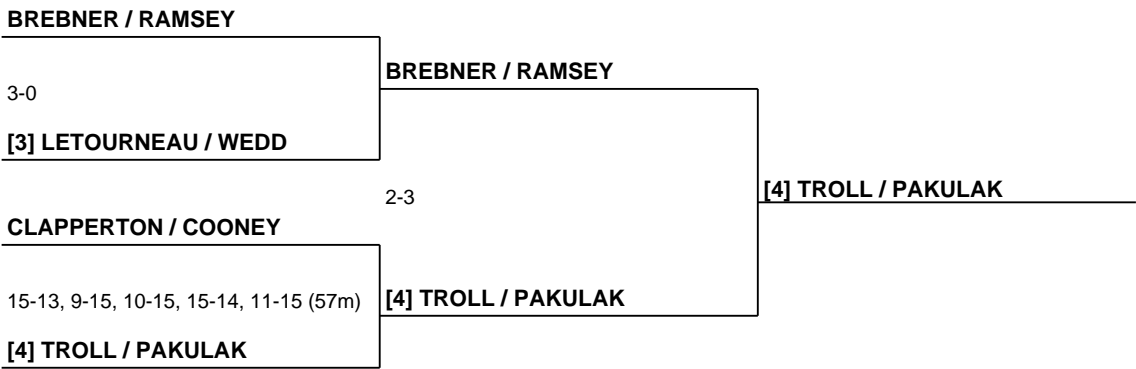 BREBNER / RAMSEY
3-0
[3] LETOURNEAU / WEDD
CLAPPERTON / COONEY
15-13, 9-15, 10-15, 15-14, 11-15 (57m)
[4] TROLL / PAKULAK
BREBNER / RAMSEY
2-3
[4] TROLL / PAKULAK
[4] TROLL / PAKULAK